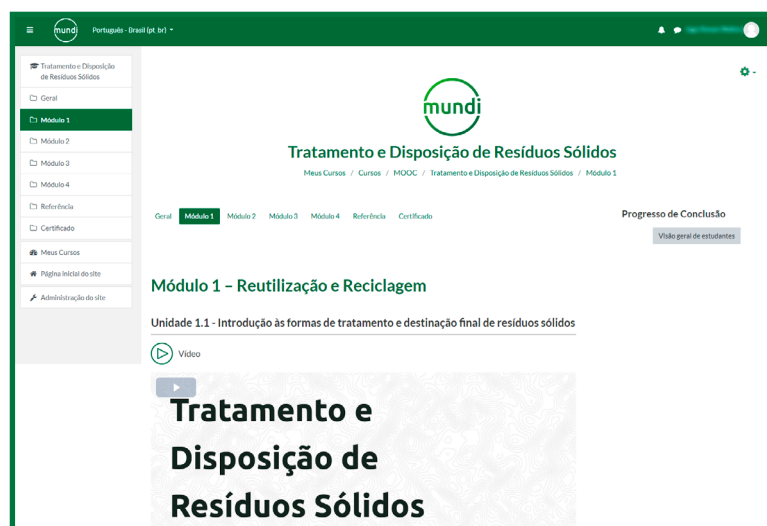 mundi
Português - Brasil (pt_br)
Tratamento e Disposição
de Resíduos Sólidos
Geral
Módulo 1
Módulo 2
Módulo 3
Módulo 4
Referência
Certificado
Meus Cursos
Página inicial do site
Administração do site
mundi
Tratamento e Disposição de Resíduos Sólidos
Meus Cursos / Cursos / MOOC / Tratamento e Disposição de Resíduos Sólidos / Módulo 1
Geral Módulo 1 Módulo 2 Módulo 3 Módulo 4 Referência Certificado
Progresso de Conclusão
Visão geral de estudantes
Módulo 1 – Reutilização e Reciclagem
Unidade 1.1 - Introdução às formas de tratamento e destinação final de resíduos sólidos
Vídeo
Tratamento e
Disposição de
Resíduos Sólidos